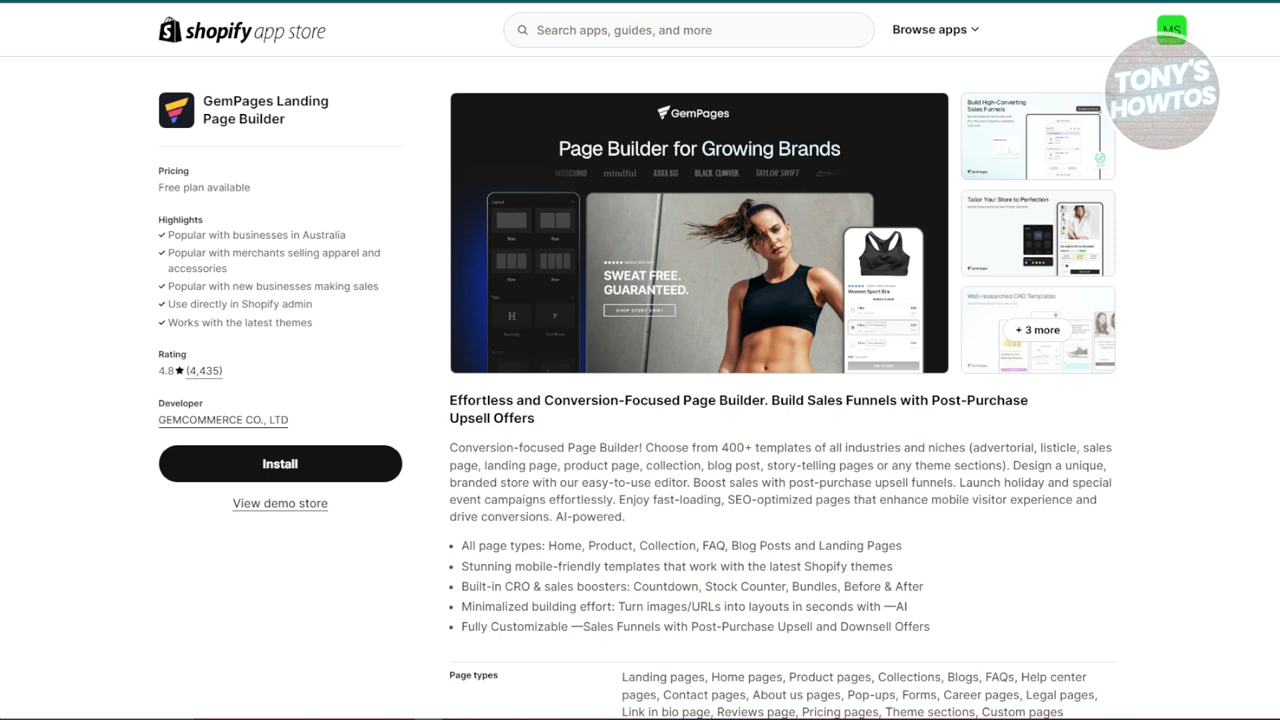 shopify app store
Search apps, guides, and more
Browse apps
MS
TONY'S
HOWTOS
GemPages Landing
Page Builder
Pricing
Free plan available
Highlights
Popular with businesses in Australia
Popular with merchants selling apparel and
accessories
Popular with new businesses making sales
Use directly in Shopify admin
Works with the latest themes
Rating
4.8★ (4,435)
Developer
GEMCOMMERCE CO., LTD
Install
View demo store
GemPages
Page Builder for Growing Brands
MOSCHINO mindful AXXA SUI BLACK CLOVER TAYLOR SWIFT
Layout
SWEAT FREE.
GUARANTEED.
SHOP SPORT SHIRT
Women Sport Bra
Build High-Converting
Sales Funnels
GemPages
Tailor Your Store to Perfection
GemPages
Well-researched CRO Templates
+ 3 more
GemPages
Effortless and Conversion-Focused Page Builder. Build Sales Funnels with Post-Purchase
Upsell Offers
Conversion-focused Page Builder! Choose from 400+ templates of all industries and niches (advertorial, listicle, sales
page, landing page, product page, collection, blog post, story-telling pages or any theme sections). Design a unique,
branded store with our easy-to-use editor. Boost sales with post-purchase upsell funnels. Launch holiday and special
event campaigns effortlessly. Enjoy fast-loading, SEO-optimized pages that enhance mobile visitor experience and
drive conversions. AI-powered.
• All page types: Home, Product, Collection, FAQ, Blog Posts and Landing Pages
• Stunning mobile-friendly templates that work with the latest Shopify themes
• Built-in CRO & sales boosters: Countdown, Stock Counter, Bundles, Before & After
• Minimalized building effort: Turn images/URLs into layouts in seconds with —AI
• Fully Customizable —Sales Funnels with Post-Purchase Upsell and Downsell Offers
Page types
Landing pages, Home pages, Product pages, Collections, Blogs, FAQs, Help center
pages, Contact pages, About us pages, Pop-ups, Forms, Career pages, Legal pages,
Link in bio page, Reviews page, Pricing pages, Theme sections, Custom pages